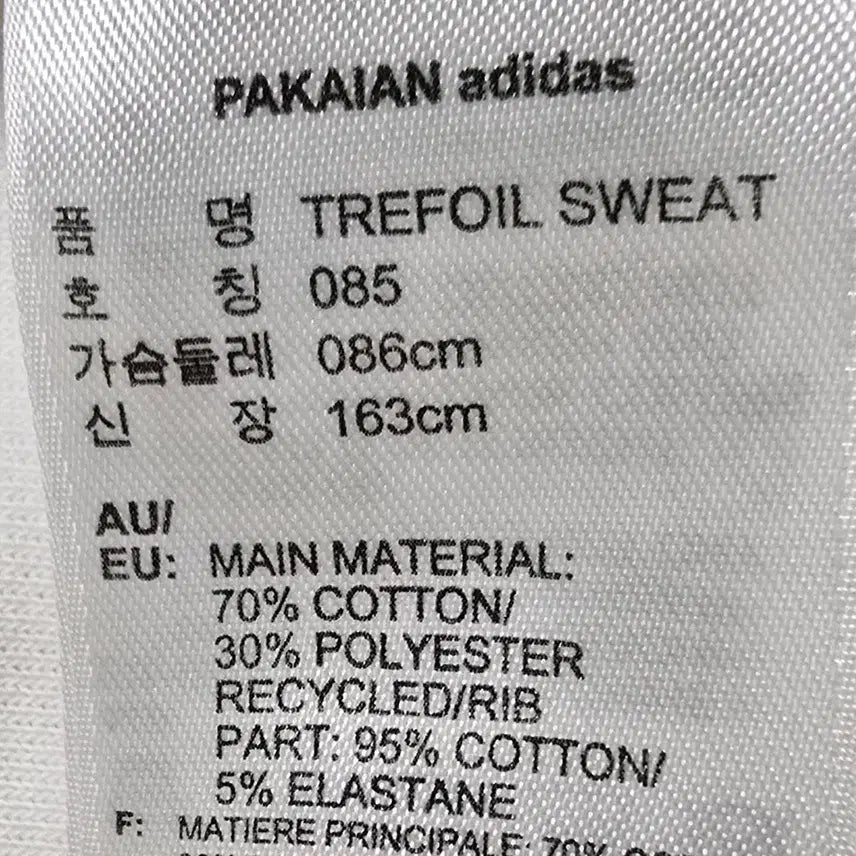 PAKAIAN adidas
품 명 TREFOIL SWEAT
호 칭 085
가슴둘레 086cm
신 장 163cm
AU/
EU: MAIN MATERIAL:
70% COTTON/
30% POLYESTER
RECYCLED/RIB
PART: 95% COTTON/
5% ELASTANE
F: MATIERE PRINCIPALE: 70%